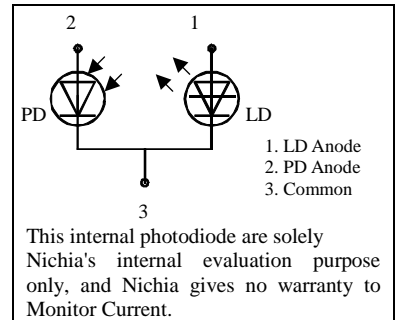 2 1
PD LD
1. LD Anode
2. PD Anode
3. Common
3
This internal photodiode are solely
Nichia's internal evaluation purpose
only, and Nichia gives no warranty to
Monitor Current.